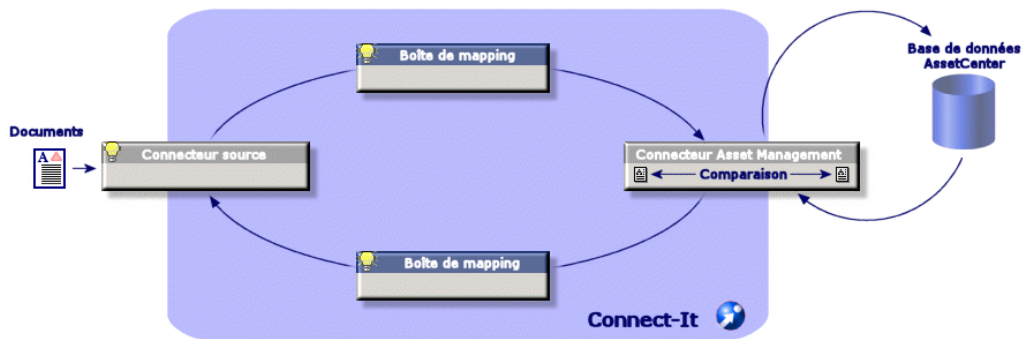 Boîte de mapping
Base de données
AssetCenter
Documents
A
Connecteur source
Connecteur Asset Management
Comparaison
Boîte de mapping
Connect-It